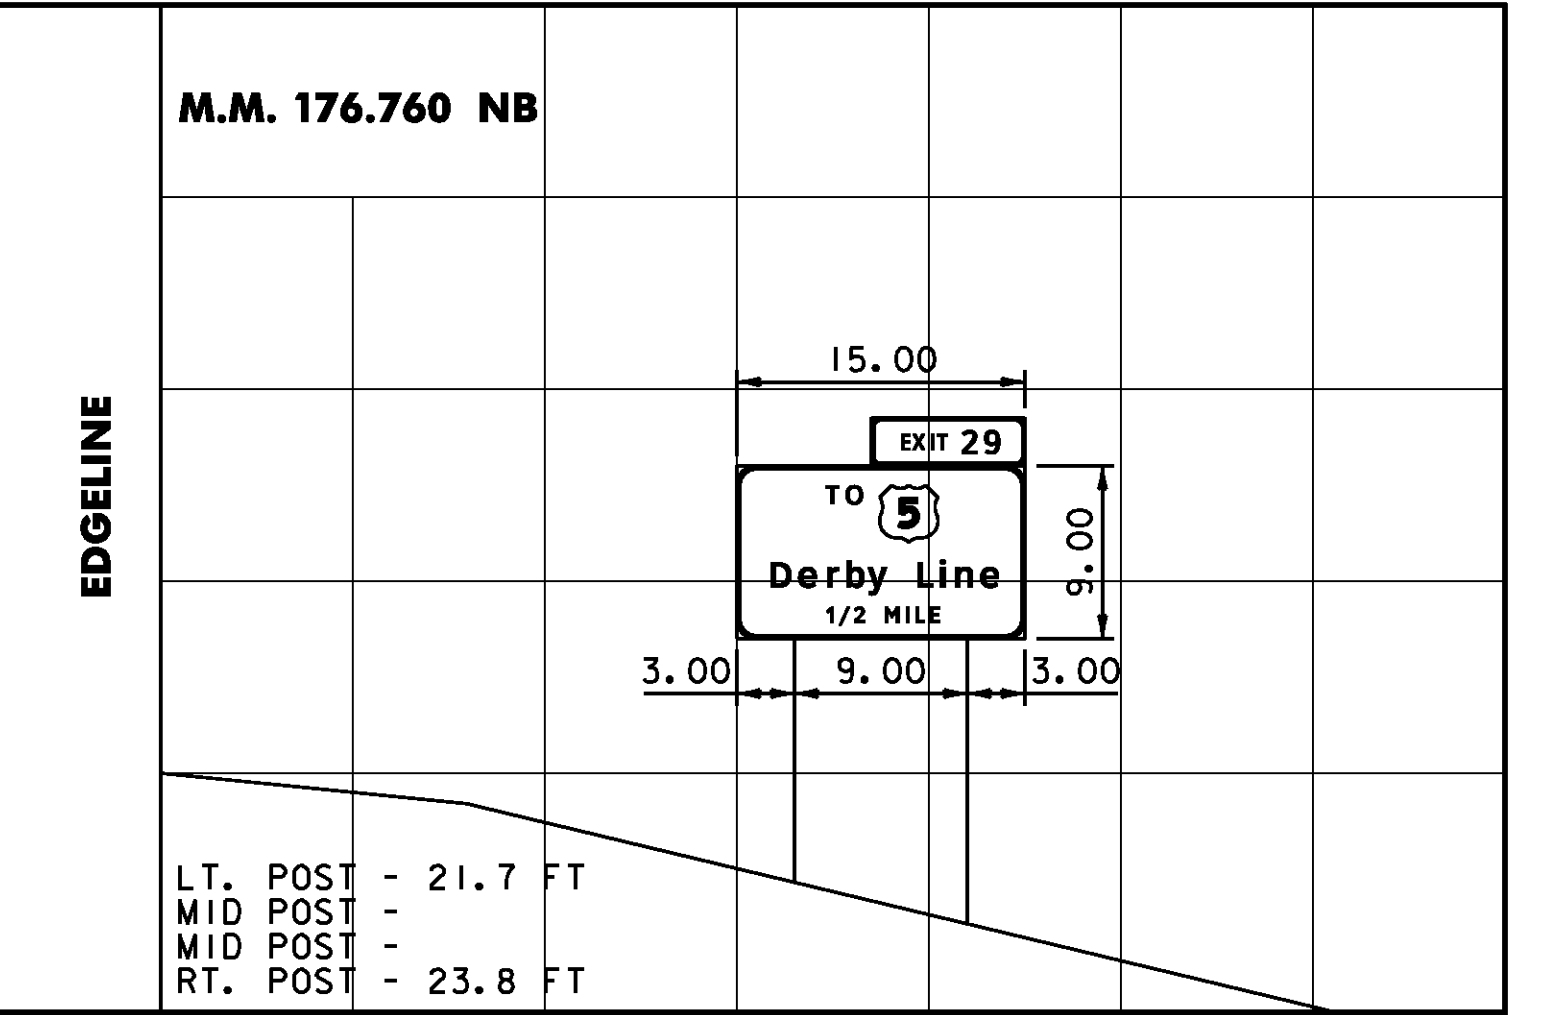 M.M. 176.760 NB
EDGELINE
15.00
EXIT 29
TO 5
Derby Line
1/2 MILE
9.00
3.00 9.00 3.00
LT. POST - 21.7 FT
MID POST -
MID POST -
RT. POST - 23.8 FT